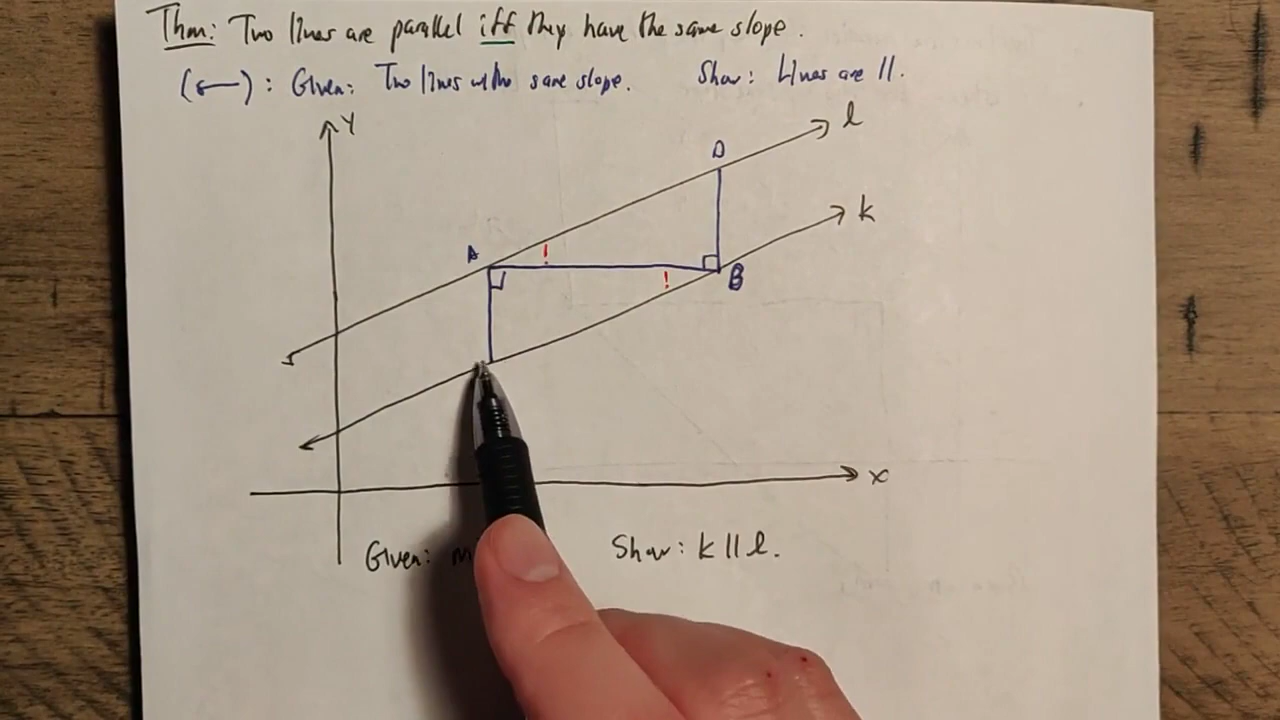 Thm: Two lines are parallel iff they have the same slope.
(←): Given: Two lines w/the same slope. Show: Lines are ||.
Y
l
D
k
A
!
!
B
x
Given: m Show: k || l.